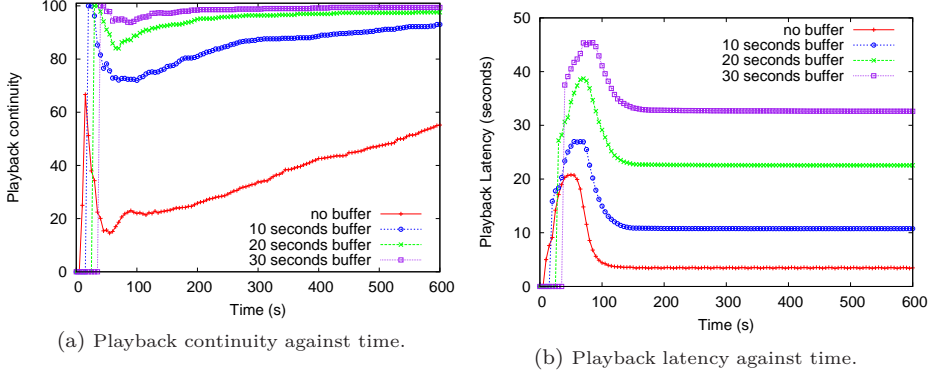 100
80
60
40
20
0
Playback continuity
no buffer
10 seconds buffer
20 seconds buffer
30 seconds buffer
0 100 200 300 400 500 600
Time (s)
(a) Playback continuity against time.
50
40
30
20
10
0
Playback Latency (seconds)
no buffer
10 seconds buffer
20 seconds buffer
30 seconds buffer
0 100 200 300 400 500 600
Time (s)
(b) Playback latency against time.